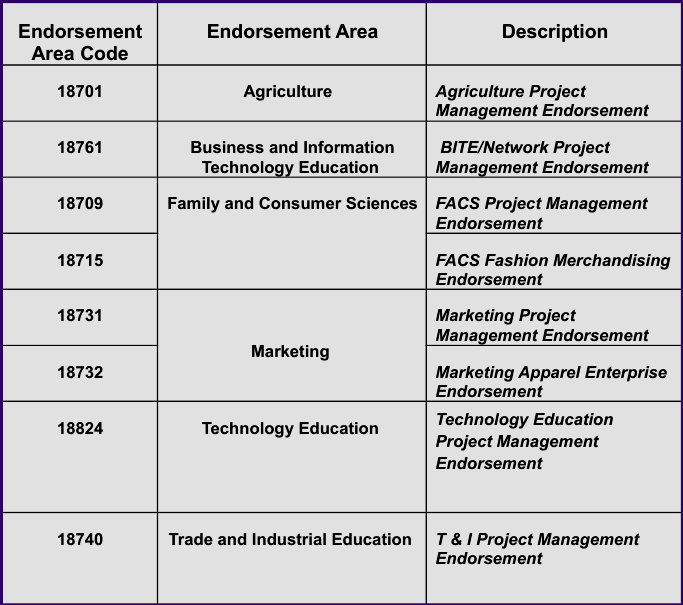 Endorsement
Area Code
Endorsement Area
Description
18701
Agriculture
Agriculture Project
Management Endorsement
18761
Business and Information
Technology Education
BITE/Network Project
Management Endorsement
18709
Family and Consumer Sciences
FACS Project Management
Endorsement
18715
FACS Fashion Merchandising
Endorsement
18731
Marketing
Marketing Project
Management Endorsement
18732
Marketing Apparel Enterprise
Endorsement
18824
Technology Education
Technology Education
Project Management
Endorsement
18740
Trade and Industrial Education
T & I Project Management
Endorsement